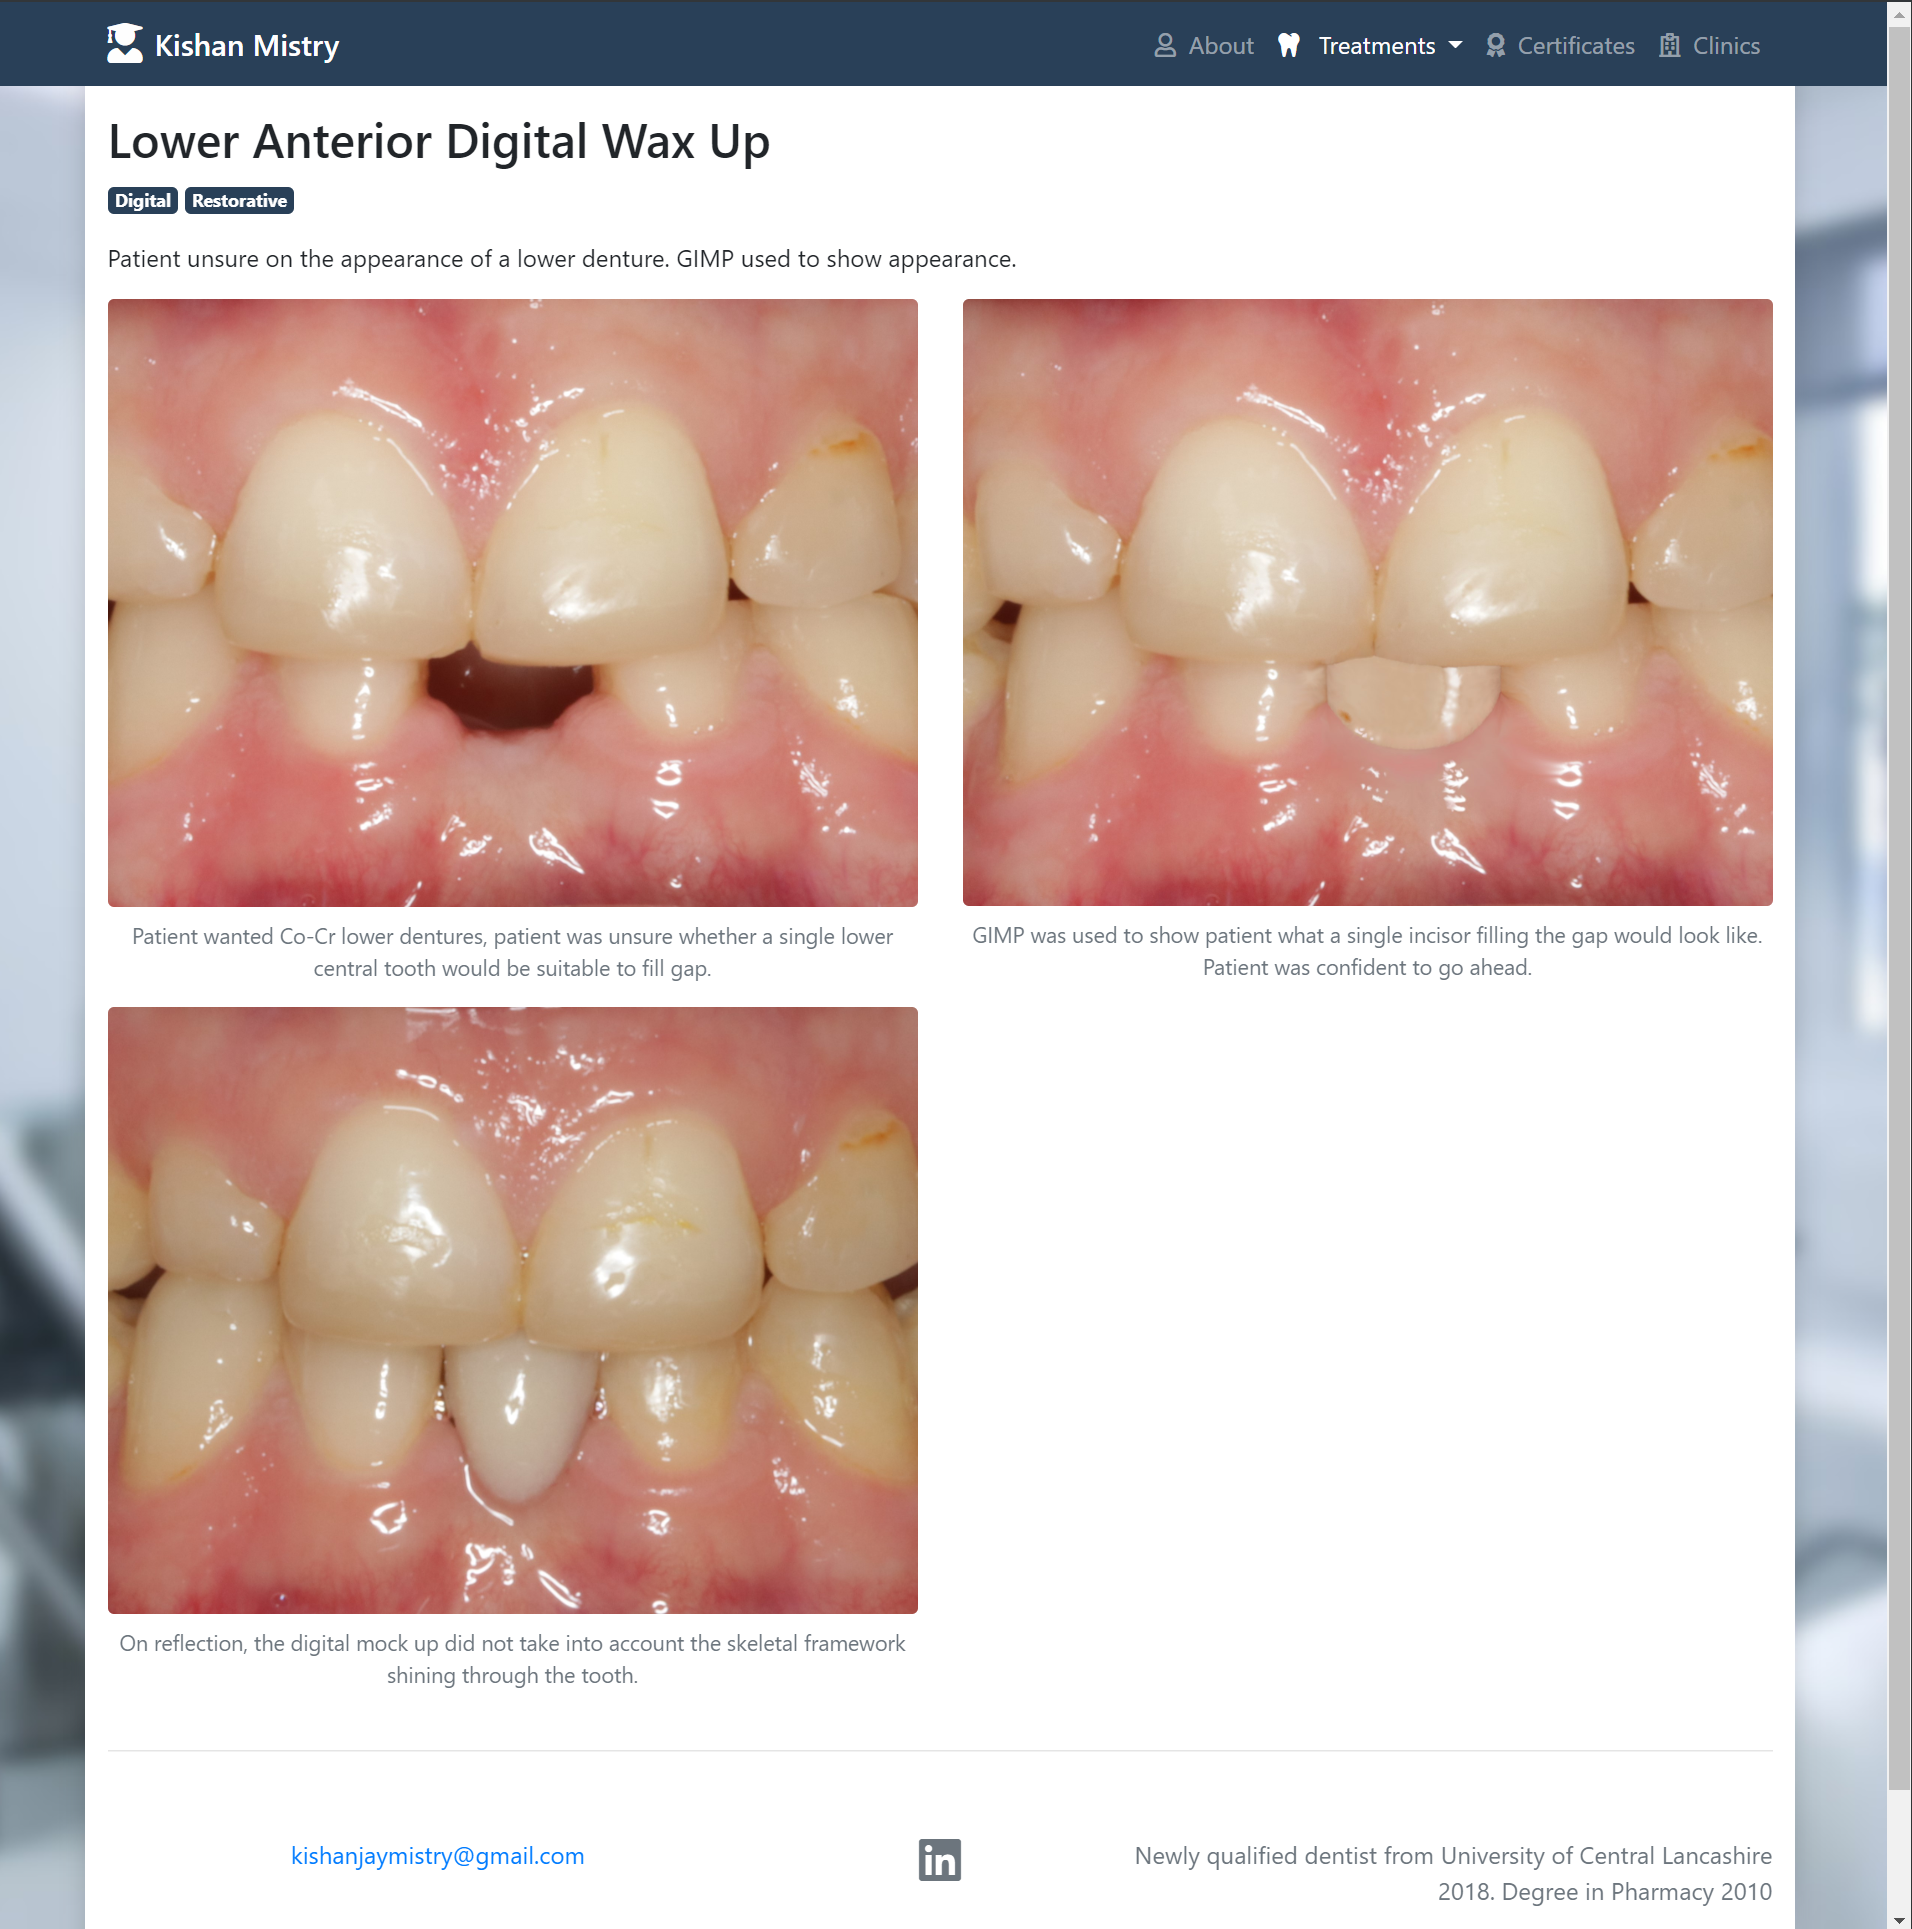 Kishan Mistry
About
Treatments
Certificates
Clinics
Lower Anterior Digital Wax Up
Digital
Restorative
Patient unsure on the appearance of a lower denture. GIMP used to show appearance.
Patient wanted Co-Cr lower dentures, patient was unsure whether a single lower
central tooth would be suitable to fill gap.
GIMP was used to show patient what a single incisor filling the gap would look like.
Patient was confident to go ahead.
On reflection, the digital mock up did not take into account the skeletal framework
shining through the tooth.
kishanjaymistry@gmail.com
in
Newly qualified dentist from University of Central Lancashire
2018. Degree in Pharmacy 2010